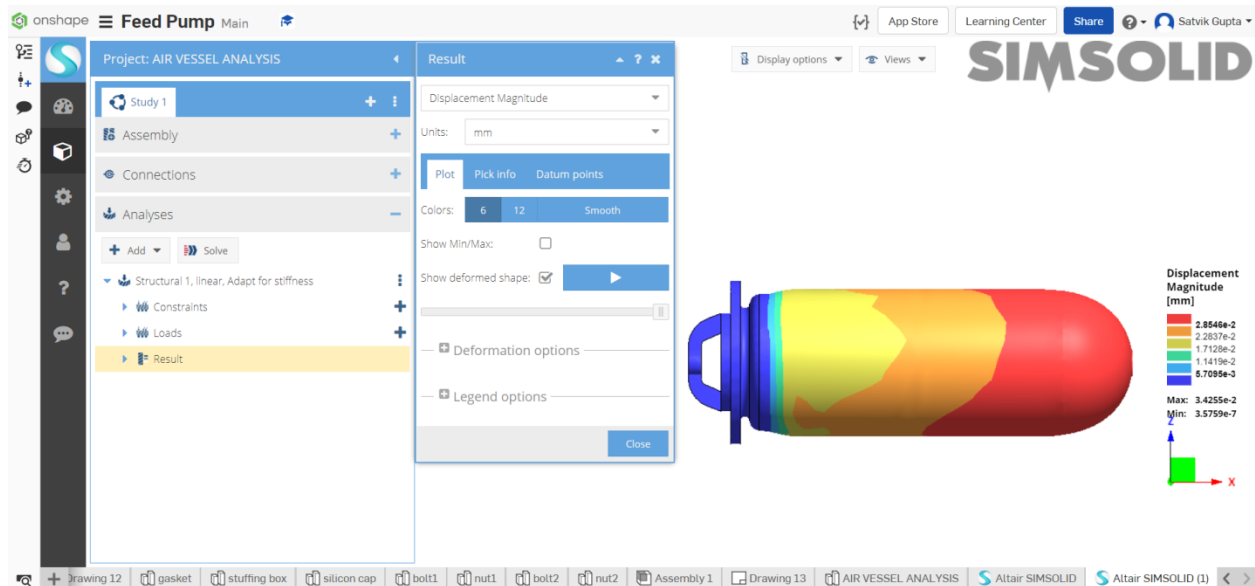 onshape Feed Pump Main
App Store Learning Center Share Satvik Gupta
Project: AIR VESSEL ANALYSIS
Study 1
Assembly
Connections
Analyses
Add Solve
Structural 1, linear, Adapt for stiffness
Constraints
Loads
Result
Result ?
Displacement Magnitude
Units: mm
Plot Pick info Datum points
Colors: 6 12 Smooth
Show Min/Max:
Show deformed shape:
Deformation options
Legend options
Close
Display options Views
SIMSOLID
Displacement
Magnitude
[mm]
2.8546e-2
2.2837e-2
1.7128e-2
1.1419e-2
5.7095e-3
Max: 3.4255e-2
Min: 3.5759e-7
Z
X
Drawing 12 gasket stuffing box silicon cap bolt1 nut1 bolt2 nut2 Assembly 1 Drawing 13 AIR VESSEL ANALYSIS Altair SIMSOLID Altair SIMSOLID (1)